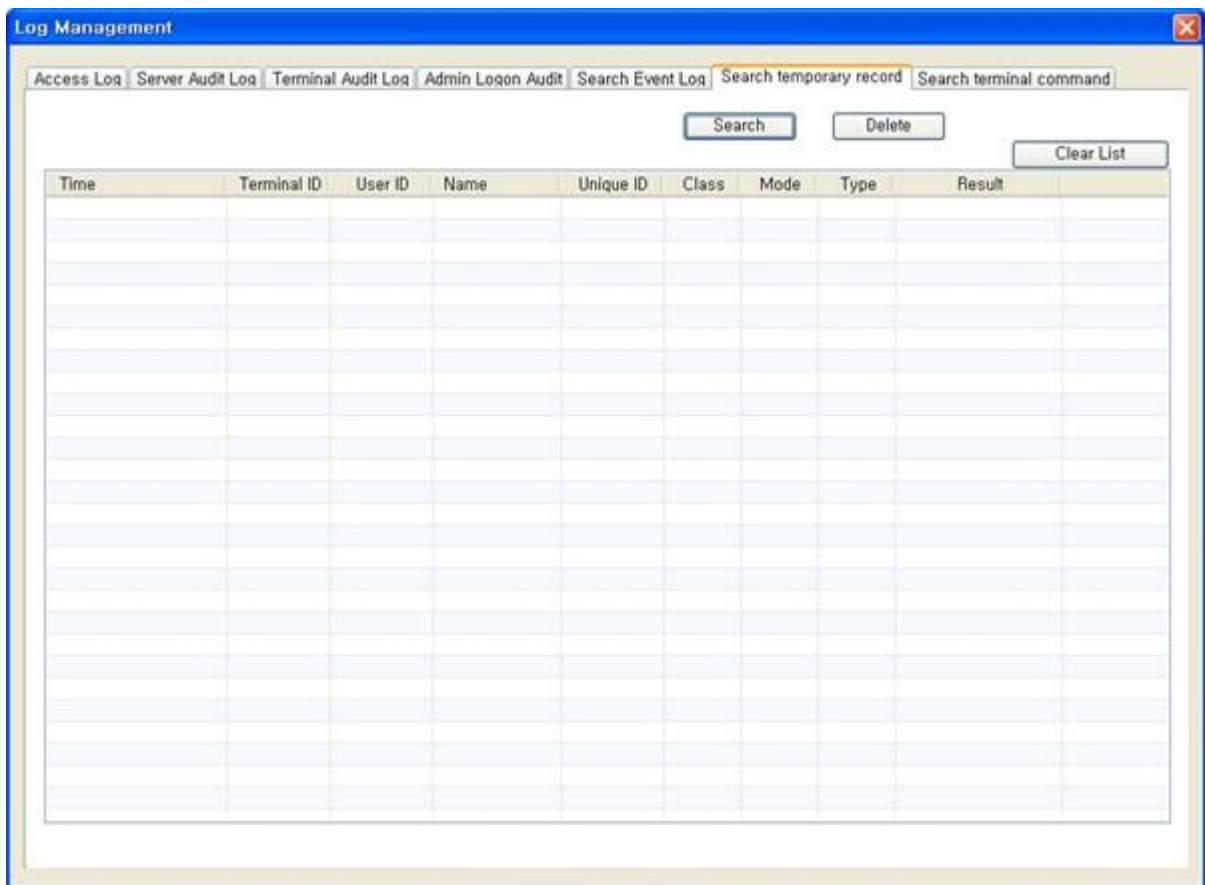 Log Management
Access Log Server Audit Log Terminal Audit Log Admin Logon Audit Search Event Log Search temporary record Search terminal command
Search Delete
Clear List
Time Terminal ID User ID Name Unique ID Class Mode Type Result